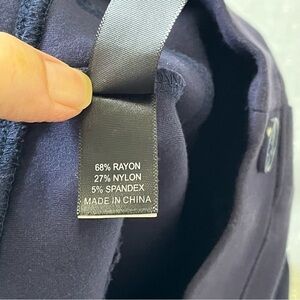 68% RAYON
27% NYLON
5% SPANDEX
MADE IN CHINA